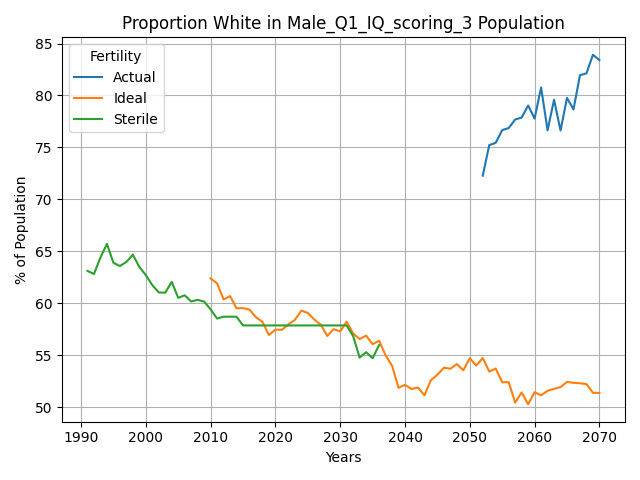 Proportion White in Male_Q1_IQ_scoring_3 Population
Fertility
Actual
Ideal
Sterile
% of Population
85
80
75
70
65
60
55
50
1990 2000 2010 2020 2030 2040 2050 2060 2070
Years